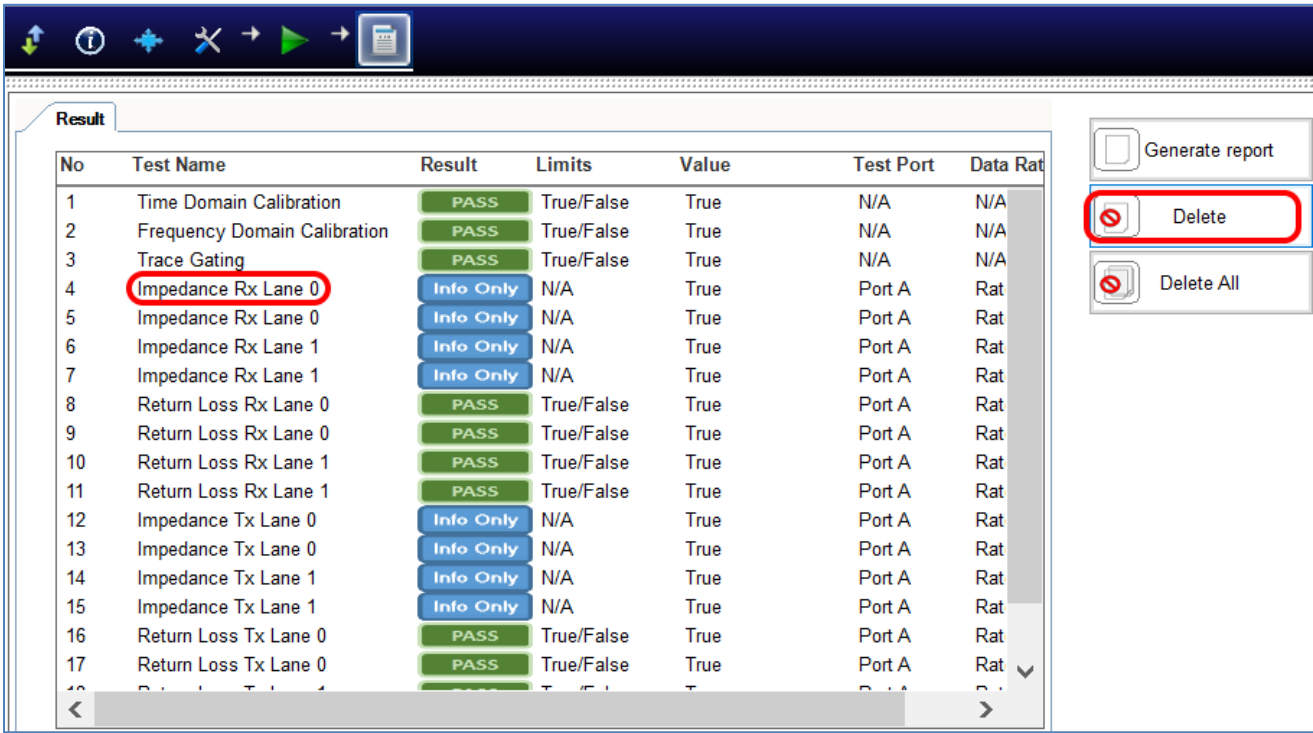 Result
No Test Name Result Limits Value Test Port Data Rat
1 Time Domain Calibration PASS True/False True N/A N/A
2 Frequency Domain Calibration PASS True/False True N/A N/A
3 Trace Gating PASS True/False True N/A N/A
4 Impedance Rx Lane 0 Info Only N/A True Port A Rat
5 Impedance Rx Lane 0 Info Only N/A True Port A Rat
6 Impedance Rx Lane 1 Info Only N/A True Port A Rat
7 Impedance Rx Lane 1 Info Only N/A True Port A Rat
8 Return Loss Rx Lane 0 PASS True/False True Port A Rat
9 Return Loss Rx Lane 0 PASS True/False True Port A Rat
10 Return Loss Rx Lane 1 PASS True/False True Port A Rat
11 Return Loss Rx Lane 1 PASS True/False True Port A Rat
12 Impedance Tx Lane 0 Info Only N/A True Port A Rat
13 Impedance Tx Lane 0 Info Only N/A True Port A Rat
14 Impedance Tx Lane 1 Info Only N/A True Port A Rat
15 Impedance Tx Lane 1 Info Only N/A True Port A Rat
16 Return Loss Tx Lane 0 PASS True/False True Port A Rat
17 Return Loss Tx Lane 0 PASS True/False True Port A Rat
Generate report
Delete
Delete All